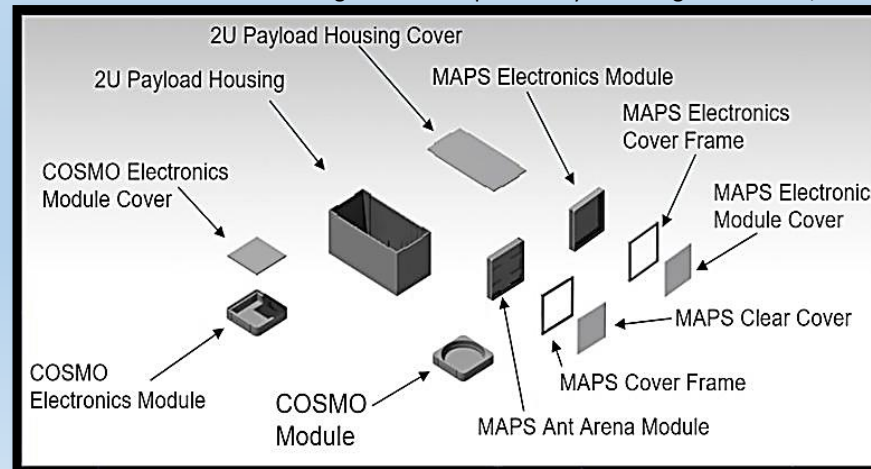 2U Payload Housing Cover
2U Payload Housing
MAPS Electronics Module
MAPS Electronics
Cover Frame
COSMO Electronics
Module Cover
MAPS Electronic
Module Cover
MAPS Clear Cover
COSMO
Electronics Module
MAPS Cover Frame
COSMO
Module
MAPS Ant Arena Module